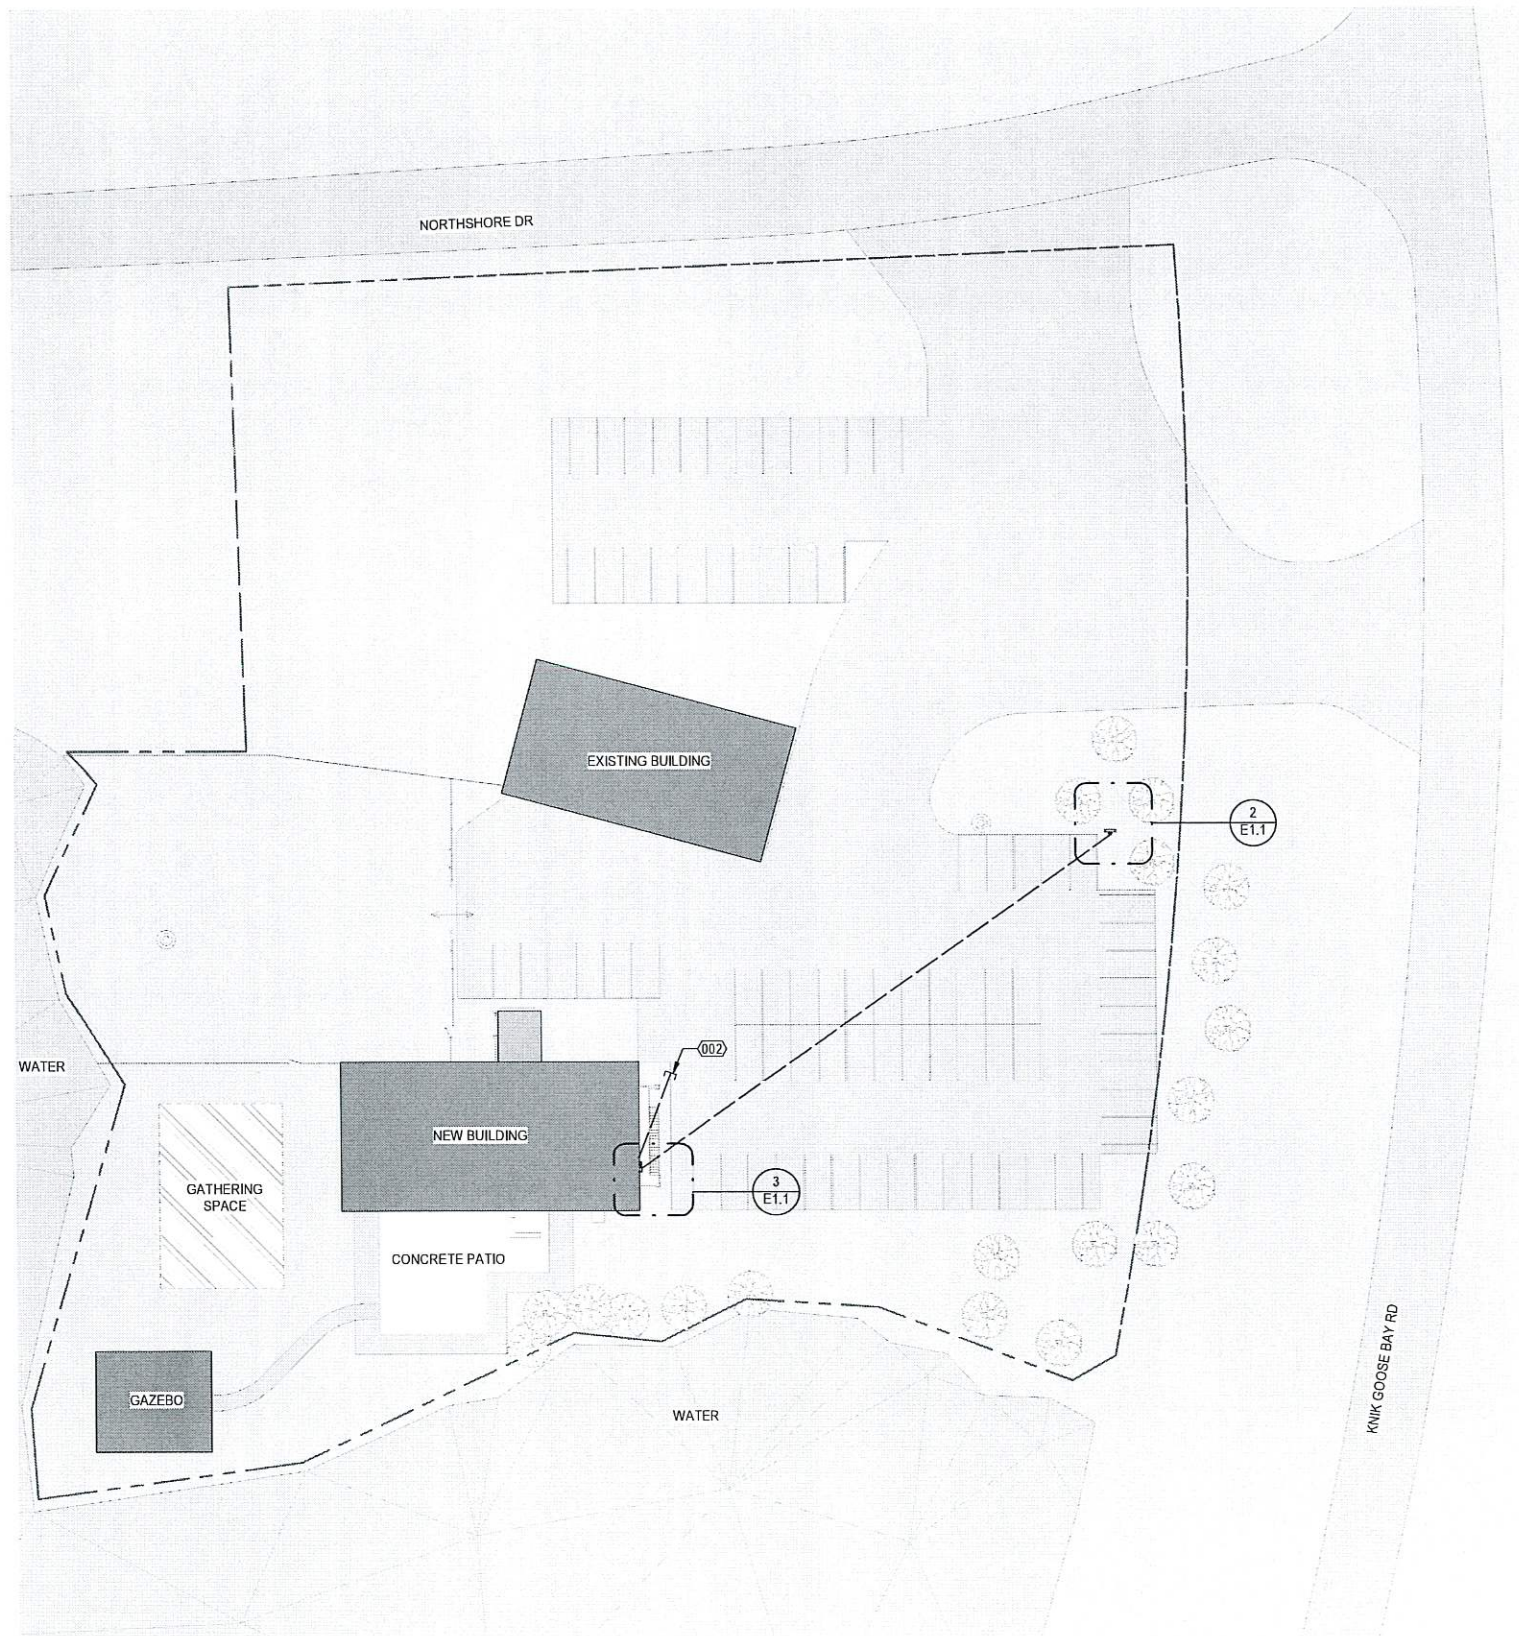 NORTHSHORE DR
EXISTING BUILDING
2
E1.1
002
WATER
NEW BUILDING
GATHERING
SPACE
3
E1.1
CONCRETE PATIO
GAZEBO
WATER
KNIK GOOSE BAY RD